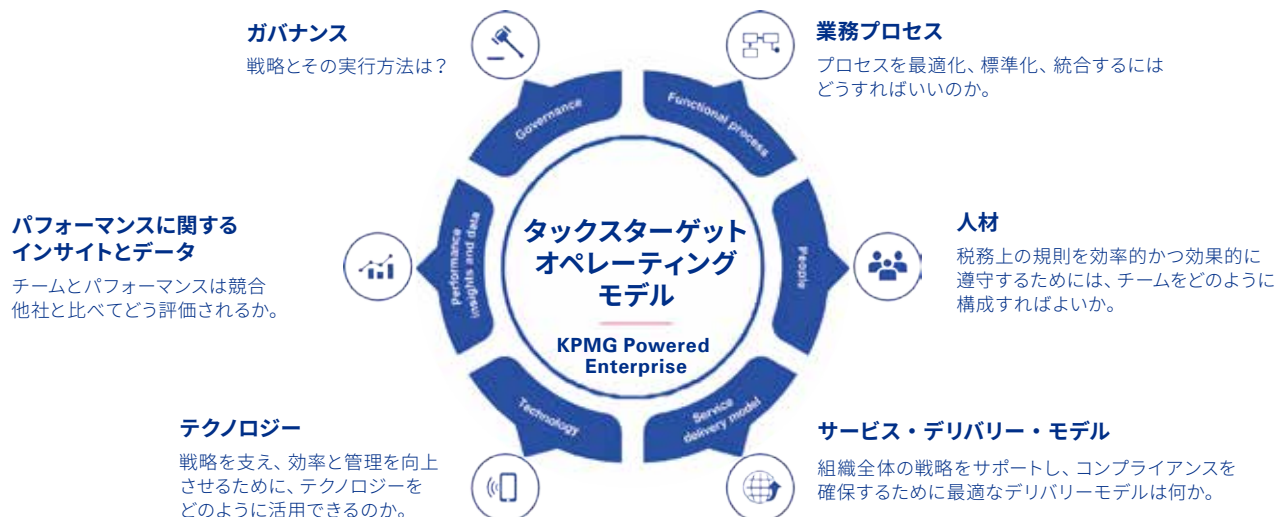 ガバナンス
戦略とその実行方法は？
業務プロセス
プロセスを最適化、標準化、統合するには
どうすればいいのか。
Governance
Functional process
パフォーマンスに関する
インサイトとデータ
チームとパフォーマンスは競合
他社と比べてどう評価されるか。
Performance
insights and data
タックスターゲット
オペレーティング
モデル
KPMG Powered
Enterprise
People
人材
税務上の規則を効率的かつ効果的に
遵守するためには、チームをどのように
構成すればよいか。
テクノロジー
戦略を支え、効率と管理を向上
させるために、テクノロジーを
どのように活用できるのか。
Technology
Service
delivery model
サービス・デリバリー・モデル
組織全体の戦略をサポートし、コンプライアンスを
確保するために最適なデリバリーモデルは何か。